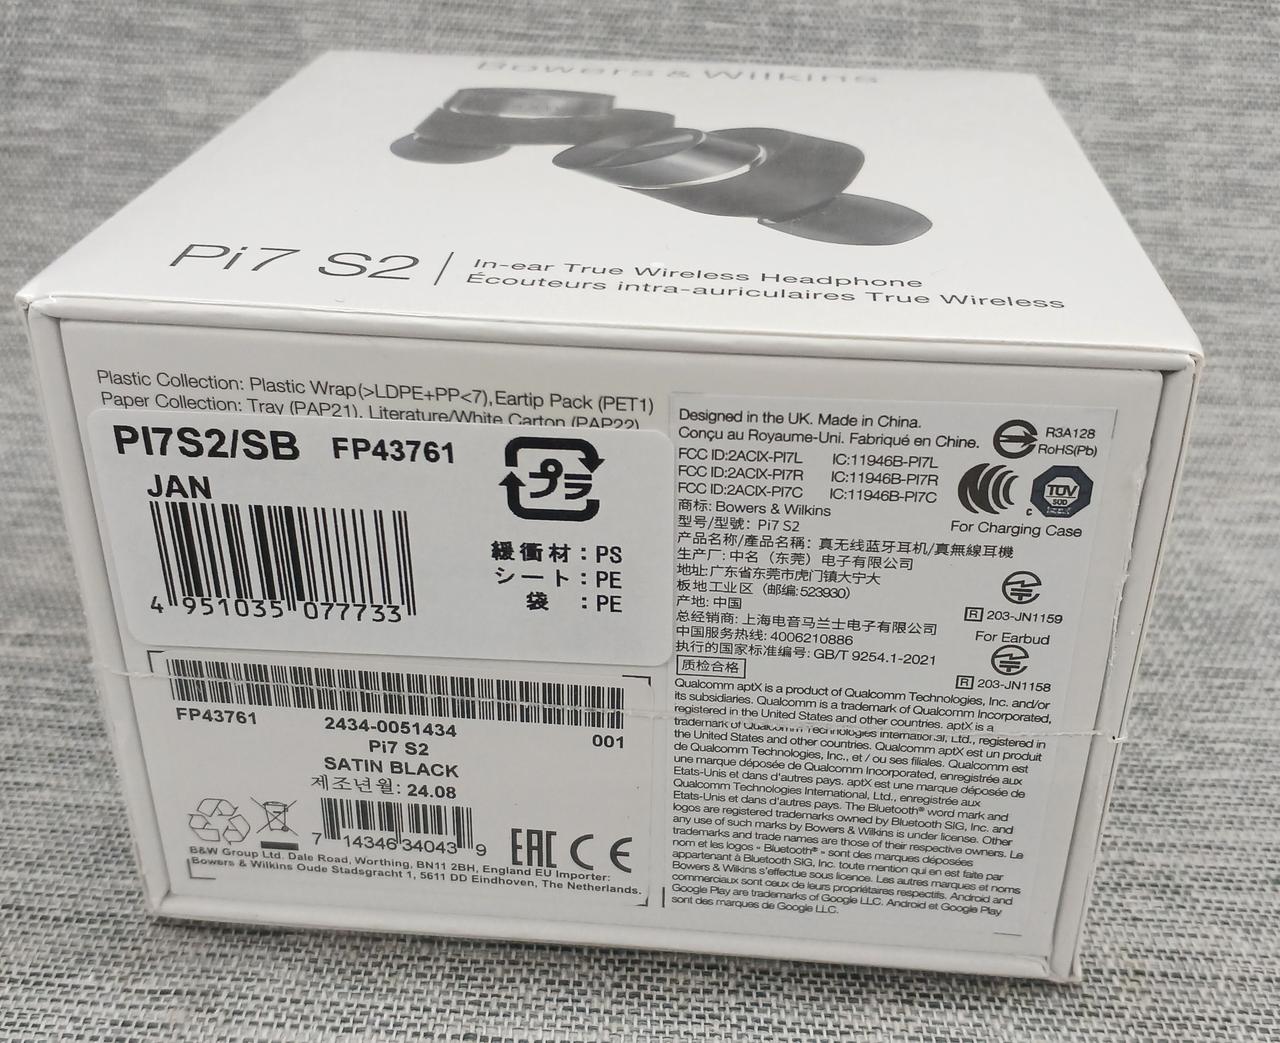 Bowers & Wilkins
Pi7 S2
In-ear True Wireless Headphone
Écouteurs intra-auriculaires True Wireless
Plastic Collection: Plastic Wrap(>LDPE+PP<7), Eartip Pack (PET1)
Paper Collection: Tray (PAP21), Literature/White Carton (PAP22)
PI7S2/SB FP43761
JAN
4 951035 077733
プラ
緩衝材：PS
シート：PE
袋 ：PE
FP43761
2434-0051434
001
Pi7 S2
SATIN BLACK
제조년월: 24.08
7 14346 34043 9
EAC CE
B&W Group Ltd. Dale Road, Worthing, BN11 2BH, England EU Importer:
Bowers & Wilkins Oude Stadsgracht 1, 5611 DD Eindhoven, The Netherlands.
Designed in the UK. Made in China.
Conçu au Royaume-Uni. Fabriqué en Chine.
FCC ID:2ACIX-PI7L IC:11946B-PI7L
FCC ID:2ACIX-PI7R IC:11946B-PI7R
FCC ID:2ACIX-PI7C IC:11946B-PI7C
商标: Bowers & Wilkins
型号/型號: Pi7 S2
产品名称/產品名稱: 真无线蓝牙耳机/真無線耳機
生产厂: 中名（东莞）电子有限公司
地址:广东省东莞市虎门镇大宁大
板地工业区（邮编:523930）
产地: 中国
总经销商: 上海电音马兰士电子有限公司
中国服务热线: 4006210886
执行的国家标准编号: GB/T 9254.1-2021
质检合格
R3A128
RoHS(Pb)
c
TÜV
SÜD
For Charging Case
R 203-JN1159
For Earbud
R 203-JN1158
Qualcomm aptX is a product of Qualcomm Technologies, Inc. and/or
its subsidiaries. Qualcomm is a trademark of Qualcomm Incorporated,
registered in the United States and other countries. aptX is a
trademark of Qualcomm Technologies International, Ltd., registered in
the United States and other countries. Qualcomm aptX est un produit
de Qualcomm Technologies, Inc., et / ou ses filiales. Qualcomm est
une marque déposée de Qualcomm Incorporated, enregistrée aux
Etats-Unis et dans d'autres pays. aptX est une marque déposée de
Qualcomm Technologies International, Ltd., enregistrée aux
Etats-Unis et dans d'autres pays. The Bluetooth® word mark and
logos are registered trademarks owned by Bluetooth SIG, Inc. and
any use of such marks by Bowers & Wilkins is under license. Other
trademarks and trade names are those of their respective owners. Le
nom et les logos « Bluetooth® » sont des marques déposées
appartenant à Bluetooth SIG, Inc. toute mention qui en est faite par
Bowers & Wilkins s'effectue sous licence. Les autres marques et noms
commerciaux sont ceux de leurs propriétaires respectifs. Android and
Google Play are trademarks of Google LLC. Android et Google Play
sont des marques de Google LLC.